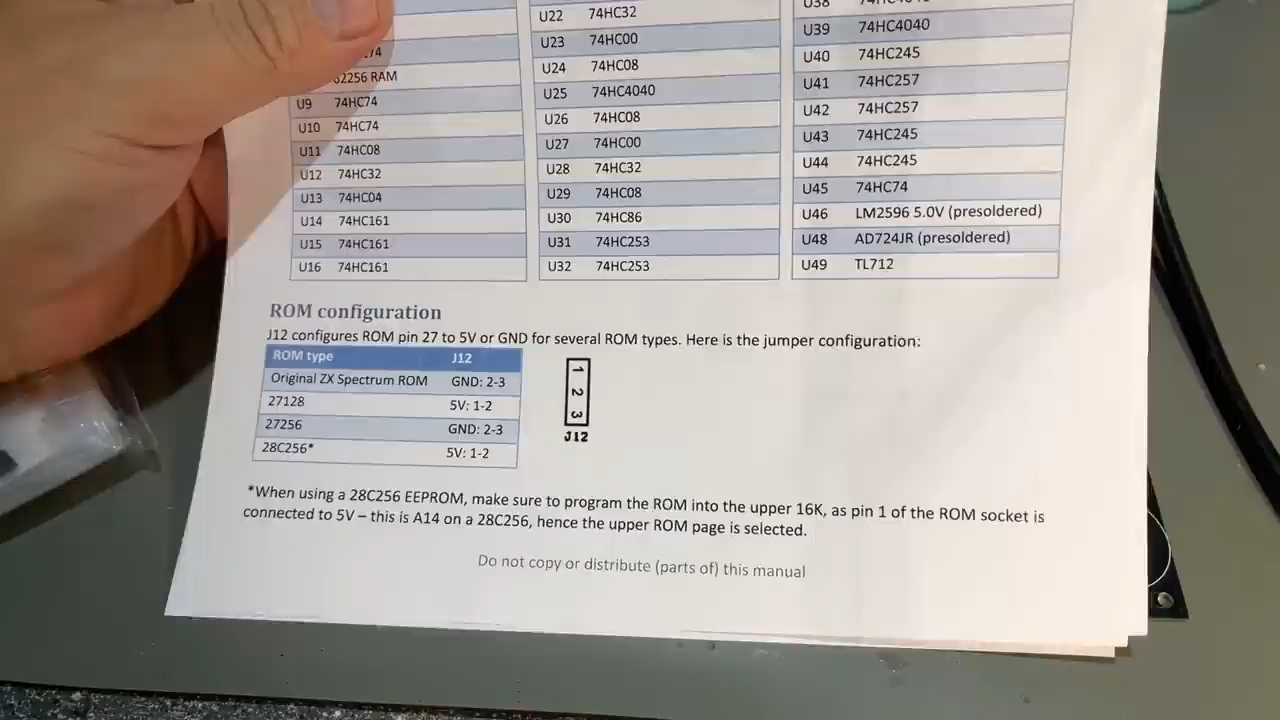 74
62256 RAM
U9 74HC74
U10 74HC74
U11 74HC08
U12 74HC32
U13 74HC04
U14 74HC161
U15 74HC161
U16 74HC161
U22 74HC32
U23 74HC00
U24 74HC08
U25 74HC4040
U26 74HC08
U27 74HC00
U28 74HC32
U29 74HC08
U30 74HC86
U31 74HC253
U32 74HC253
U38
U39 74HC4040
U40 74HC245
U41 74HC257
U42 74HC257
U43 74HC245
U44 74HC245
U45 74HC74
U46 LM2596 5.0V (presoldered)
U48 AD724JR (presoldered)
U49 TL712
ROM configuration
J12 configures ROM pin 27 to 5V or GND for several ROM types. Here is the jumper configuration:
ROM type J12
Original ZX Spectrum ROM GND: 2-3
27128 5V: 1-2
27256 GND: 2-3
28C256* 5V: 1-2
1
2
3
J12
*When using a 28C256 EEPROM, make sure to program the ROM into the upper 16K, as pin 1 of the ROM socket is
connected to 5V – this is A14 on a 28C256, hence the upper ROM page is selected.
Do not copy or distribute (parts of) this manual